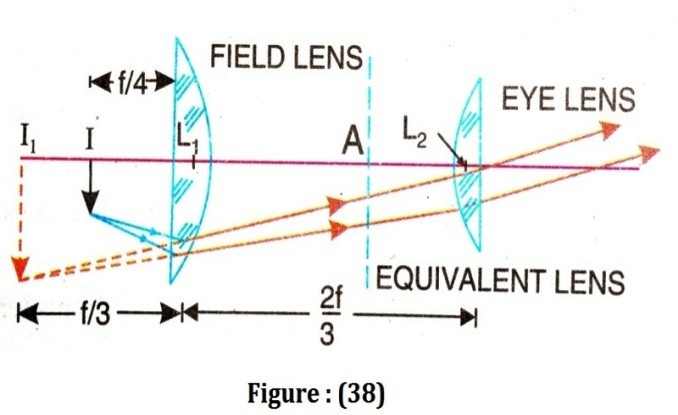 FIELD LENS
f/4
EYE LENS
I₁
I
L₁
A
L₂
EQUIVALENT LENS
f/3
2f
3
Figure : (38)